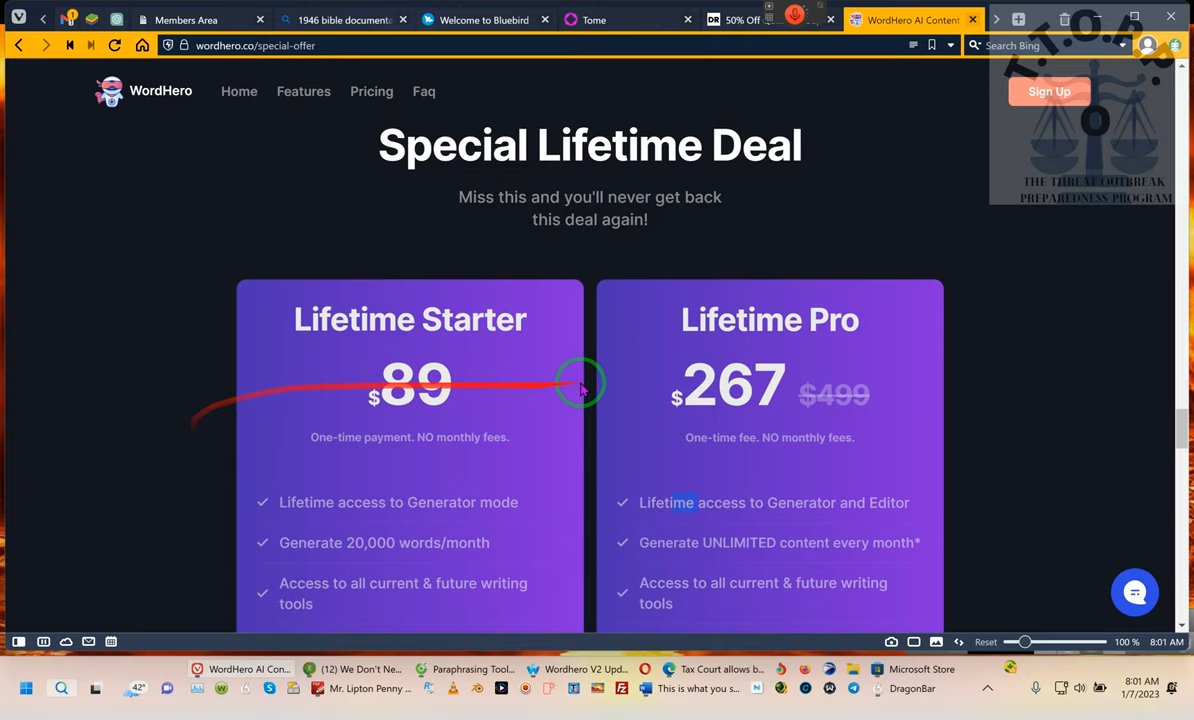 Members Area
1946 bible documenta
Welcome to Bluebird
Tome
DR 50% Off
WordHero AI Content
wordhero.co/special-offer
Search Bing
T.T.O.P.P.
O
THE THREAT OUTBREAK
PREPAREDNESS PROGRAM
WordHero
Home
Features
Pricing
Faq
Sign Up
Special Lifetime Deal
Miss this and you'll never get back
this deal again!
Lifetime Starter
$89
One-time payment. NO monthly fees.
Lifetime access to Generator mode
Generate 20,000 words/month
Access to all current & future writing
tools
Lifetime Pro
$267 $499
One-time fee. NO monthly fees.
Lifetime access to Generator and Editor
Generate UNLIMITED content every month*
Access to all current & future writing
tools
Reset
100 %
8:01 AM
WordHero AI Con...
(12) We Don't Ne...
Paraphrasing Tool...
Wordhero V2 Upd...
Tax Court allows b...
Microsoft Store
42°
Mr. Lipton Penny ...
This is what you s...
DragonBar
8:01 AM
1/7/2023